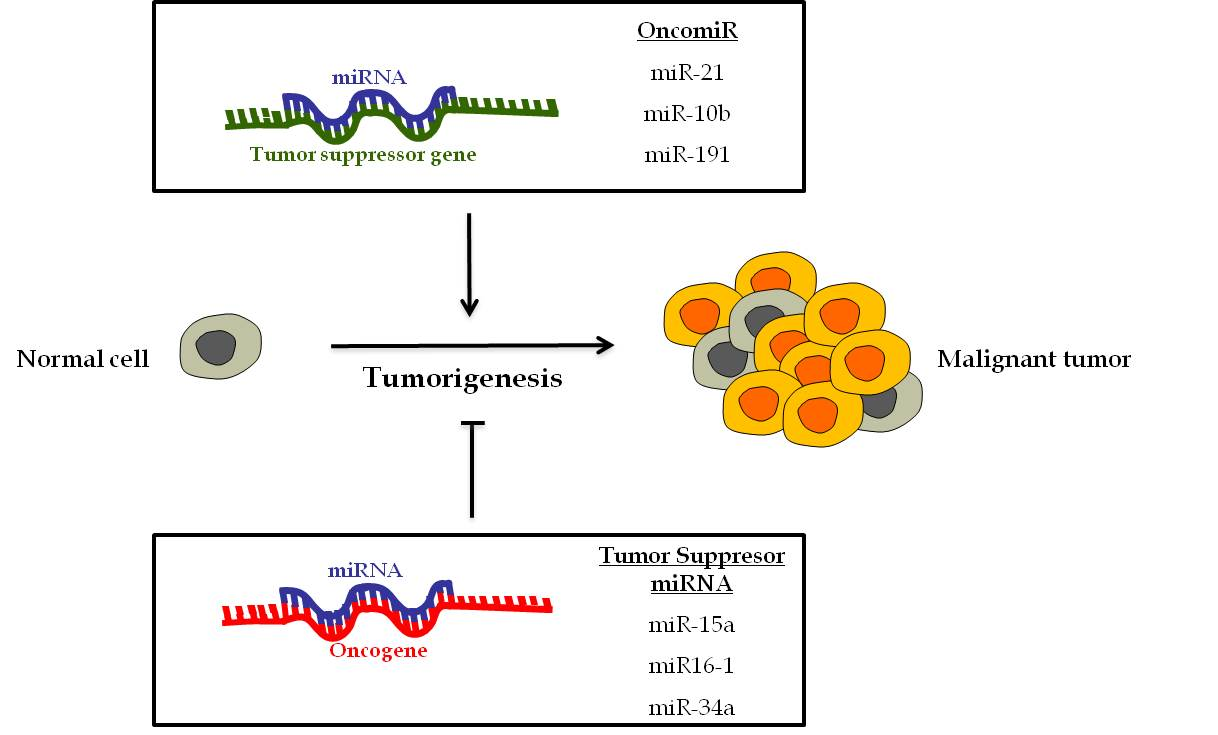 OncomiR
miRNA
miR-21
miR-10b
miR-191
Tumor suppressor gene
Normal cell
Tumorigenesis
Malignant tumor
miRNA
Oncogene
Tumor Suppresor
miRNA
miR-15a
miR16-1
miR-34a